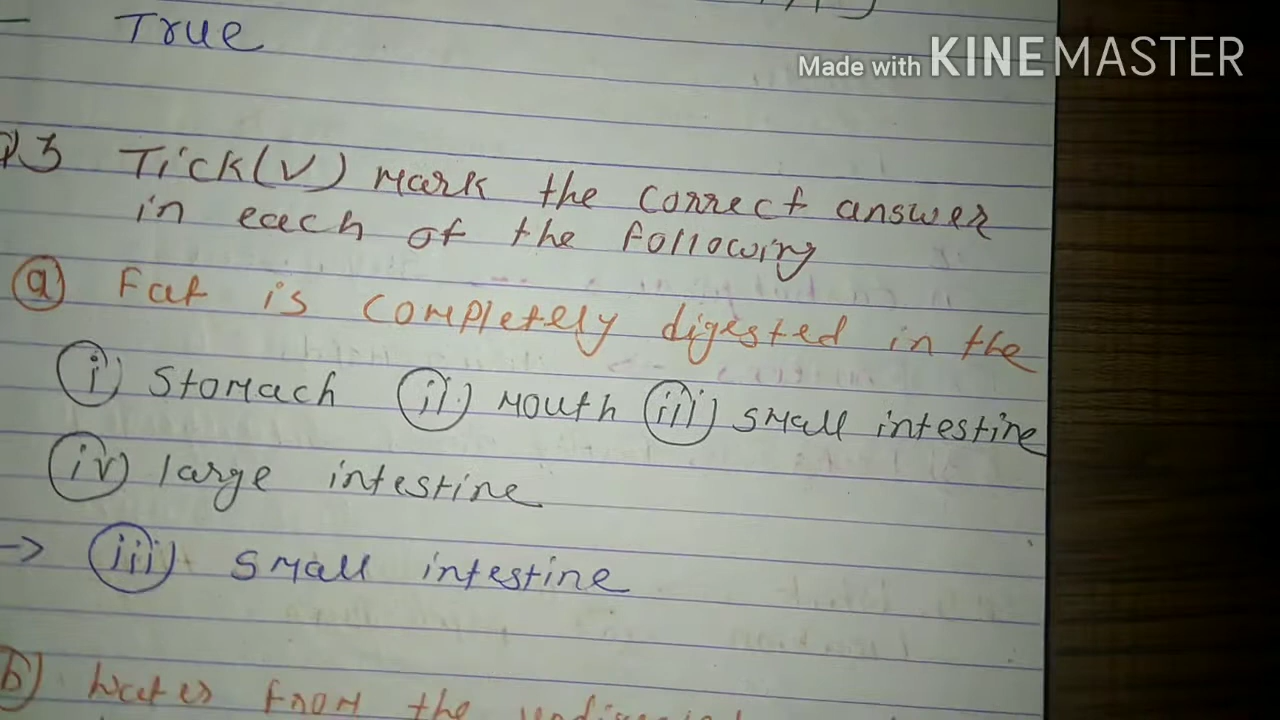 True
Made with KINEMASTER
Q3 Tick(√) mark the correct answer
in each of the following
(a) Fat is completely digested in the
(i) Stomach (ii) mouth (iii) small intestine
(iv) large intestine
→ (iii) small intestine
(b) Water from the